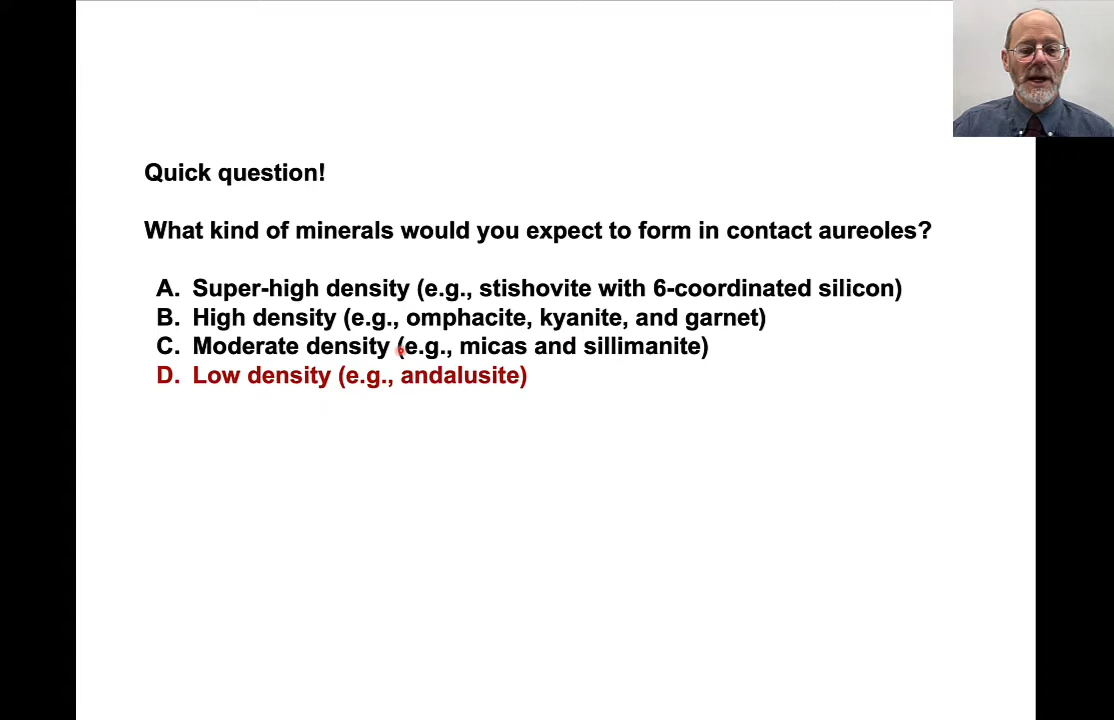 Quick question!
What kind of minerals would you expect to form in contact aureoles?
A. Super-high density (e.g., stishovite with 6-coordinated silicon)
B. High density (e.g., omphacite, kyanite, and garnet)
C. Moderate density (e.g., micas and sillimanite)
D. Low density (e.g., andalusite)